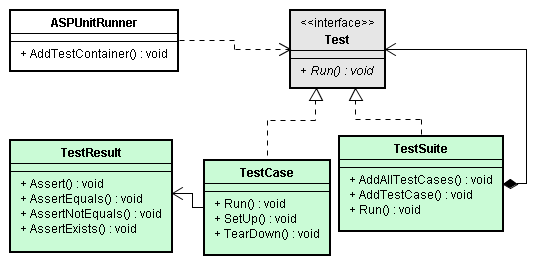 ASPUnitRunner
+ AddTestContainer() : void
<<interface>>
Test
+ Run() : void
TestResult
+ Assert() : void
+ AssertEquals() : void
+ AssertNotEquals() : void
+ AssertExists() : void
TestCase
+ Run() : void
+ SetUp() : void
+ TearDown() : void
TestSuite
+ AddAllTestCases() : void
+ AddTestCase() : void
+ Run() : void